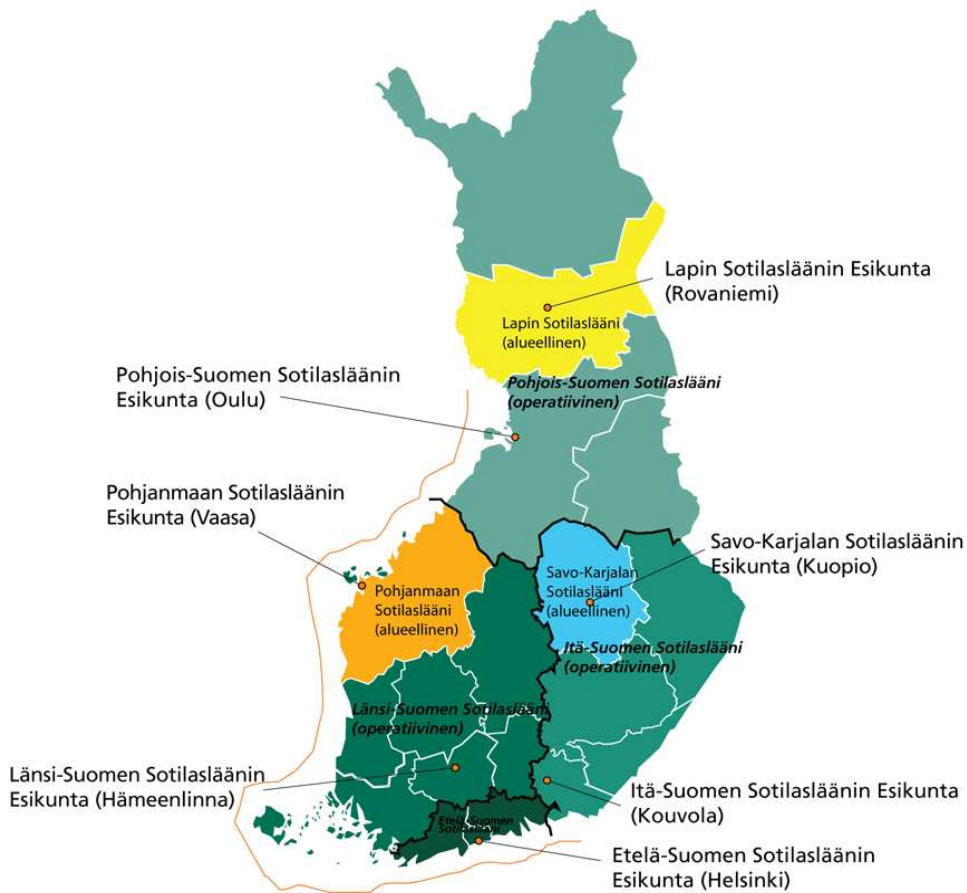 Lapin Sotilasläänin Esikunta
(Rovaniemi)
Lapin Sotilaslääni
(alueellinen)
Pohjois-Suomen Sotilasläänin
Esikunta (Oulu)
Pohjois-Suomen Sotilaslääni
(operatiivinen)
Pohjanmaan Sotilasläänin
Esikunta (Vaasa)
Savo-Karjalan Sotilasläänin
Esikunta (Kuopio)
Savo-Karjalan
Sotilaslääni
(alueellinen)
Pohjanmaan
Sotilaslääni
(alueellinen)
Itä-Suomen Sotilaslääni
(operatiivinen)
Länsi-Suomen Sotilaslääni
(operatiivinen)
Länsi-Suomen Sotilasläänin
Esikunta (Hämeenlinna)
Itä-Suomen Sotilasläänin Esikunta
(Kouvola)
Etelä-Suomen
Sotilaslääni
Etelä-Suomen Sotilasläänin
Esikunta (Helsinki)